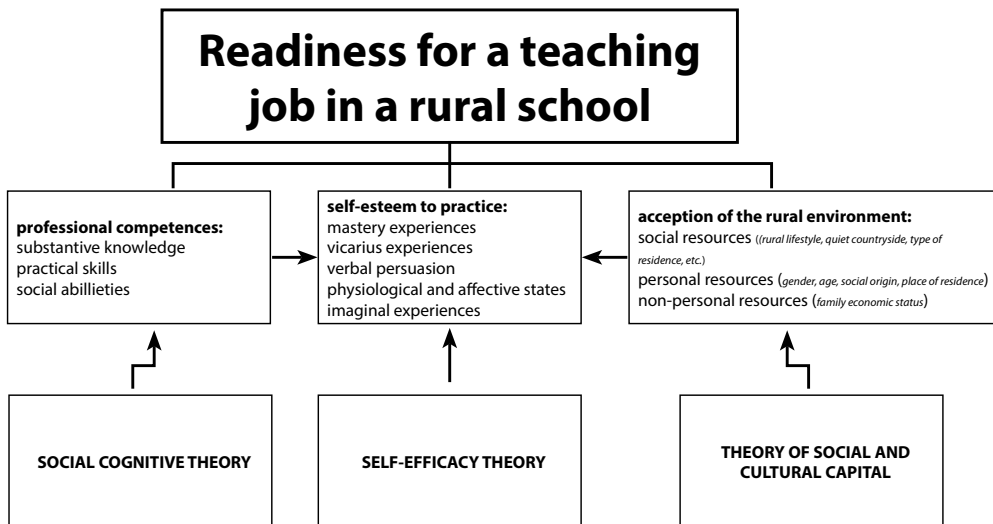 Readiness for a teaching
job in a rural school
professional competences:
substantive knowledge
practical skills
social abillieties
self-esteem to practice:
mastery experiences
vicarius experiences
verbal persuasion
physiological and affective states
imaginal experiences
acception of the rural environment:
social resources ((rural lifestyle, quiet countryside, type of
residence, etc.)
personal resources (gender, age, social origin, place of residence)
non-personal resources (family economic status)
SOCIAL COGNITIVE THEORY
SELF-EFFICACY THEORY
THEORY OF SOCIAL AND
CULTURAL CAPITAL